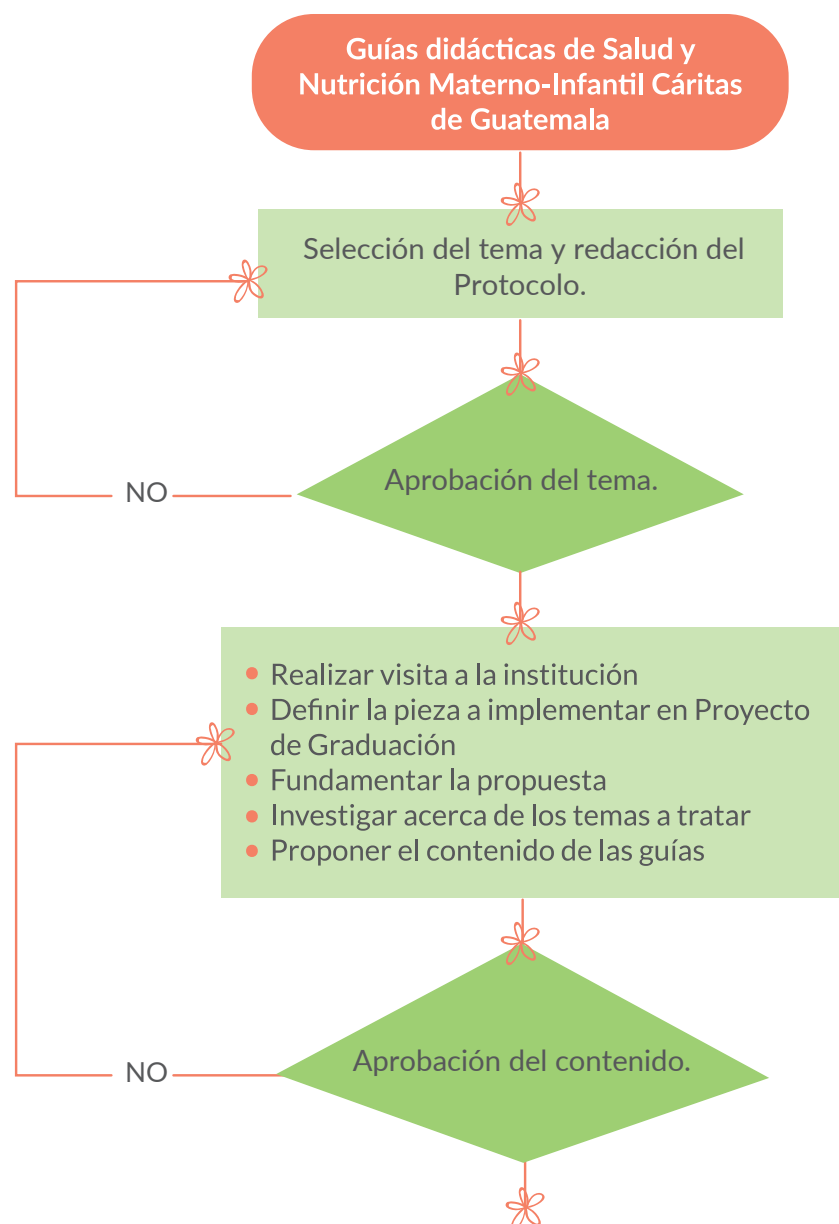 Guías didácticas de Salud y
Nutrición Materno-Infantil Cáritas
de Guatemala
Selección del tema y redacción del
Protocolo.
Aprobación del tema.
NO
Realizar visita a la institución
Definir la pieza a implementar en Proyecto
de Graduación
Fundamentar la propuesta
Investigar acerca de los temas a tratar
Proponer el contenido de las guías
Aprobación del contenido.
NO